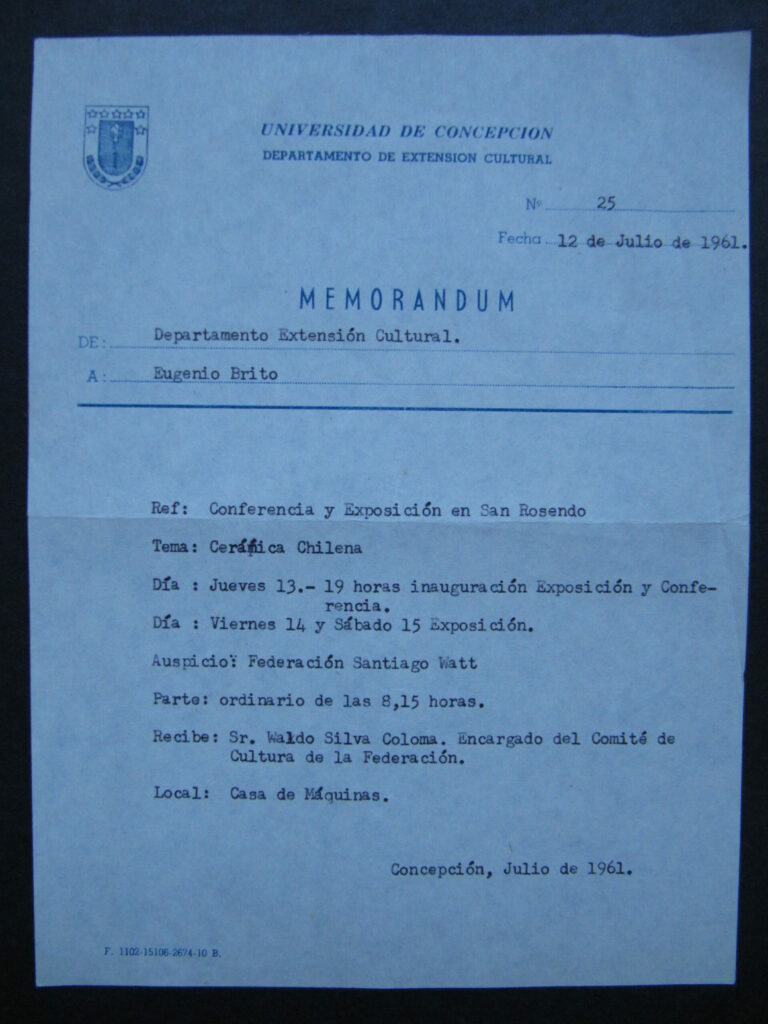 UNIVERSIDAD DE CONCEPCION
DEPARTAMENTO DE EXTENSION CULTURAL
Nº 25
Fecha 12 de Julio de 1961.
MEMORANDUM
DE: Departamento Extensión Cultural.
A: Eugenio Brito
Ref: Conferencia y Exposición en San Rosendo
Tema: Cerámica Chilena
Día : Jueves 13.- 19 horas inauguración Exposición y Confe-
rencia.
Día : Viernes 14 y Sábado 15 Exposición.
Auspicio: Federación Santiago Watt
Parte: ordinario de las 8,15 horas.
Recibe: Sr. Waldo Silva Coloma. Encargado del Comité de
Cultura de la Federación.
Local: Casa de Máquinas.
Concepción, Julio de 1961.
F. 1102-15106-2674-10 B.